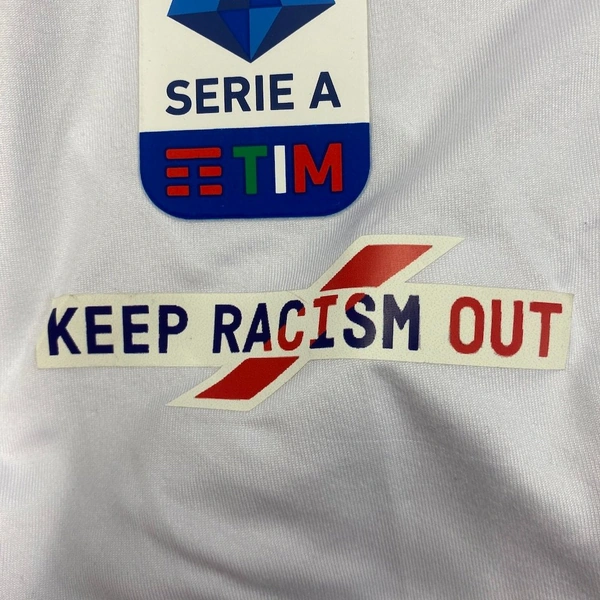 SERIE A
TIM
KEEP RACISM OUT